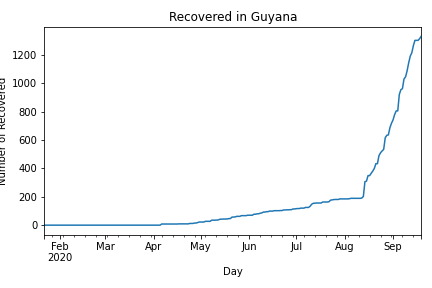 Recovered in Guyana
Number of Recovered
1200
1000
800
600
400
200
0
Feb
2020
Mar
Apr
May
Jun
Jul
Aug
Sep
Day